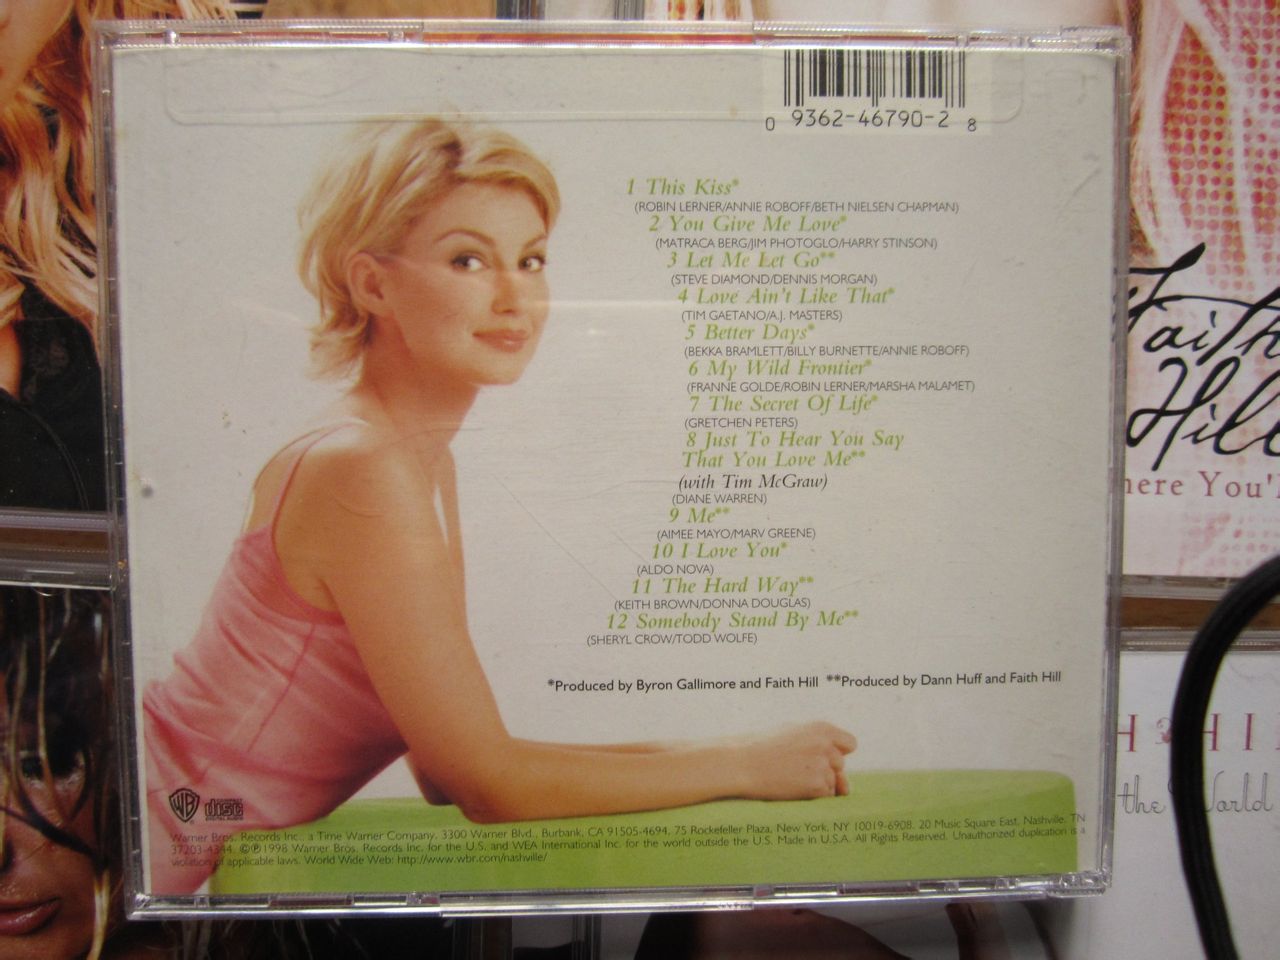 0 9362-46790-2 8
1 This Kiss*
(ROBIN LERNER/ANNIE ROBOFF/BETH NIELSEN CHAPMAN)
2 You Give Me Love*
(MATRACA BERG/JIM PHOTOGLO/HARRY STINSON)
3 Let Me Let Go**
(STEVE DIAMOND/DENNIS MORGAN)
4 Love Ain't Like That*
(TIM GAETANO/A.J. MASTERS)
5 Better Days*
(BEKKA BRAMLETT/BILLY BURNETTE/ANNIE ROBOFF)
6 My Wild Frontier*
(FRANNE GOLDE/ROBIN LERNER/MARSHA MALAMET)
7 The Secret Of Life*
(GRETCHEN PETERS)
8 Just To Hear You Say
That You Love Me**
(with Tim McGraw)
(DIANE WARREN)
9 Me**
(AIMEE MAYO/MARV GREENE)
10 I Love You*
(ALDO NOVA)
11 The Hard Way**
(KEITH BROWN/DONNA DOUGLAS)
12 Somebody Stand By Me**
(SHERYL CROW/TODD WOLFE)
*Produced by Byron Gallimore and Faith Hill **Produced by Dann Huff and Faith Hill
WB COMPACT disc DIGITAL AUDIO
Warner Bros. Records Inc., a Time Warner Company, 3300 Warner Blvd., Burbank, CA 91505-4694, 75 Rockefeller Plaza, New York, NY 10019-6908. 20 Music Square East, Nashville, TN
37203-4344. ©℗1998 Warner Bros. Records Inc. for the U.S. and WEA International Inc. for the world outside the U.S. Made in U.S.A. All Rights Reserved. Unauthorized duplication is a
violation of applicable laws. World Wide Web: http://www.wbr.com/nashville/
Faith
Hill
here You'
H HI
the World